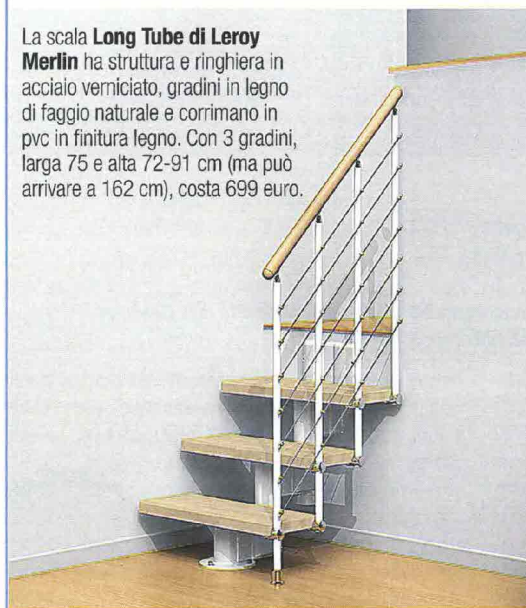 La scala Long Tube di Leroy
Merlin ha struttura e ringhiera in
acciaio verniciato, gradini in legno
di faggio naturale e corrimano in
pvc in finitura legno. Con 3 gradini,
larga 75 e alta 72-91 cm (ma può
arrivare a 162 cm), costa 699 euro.